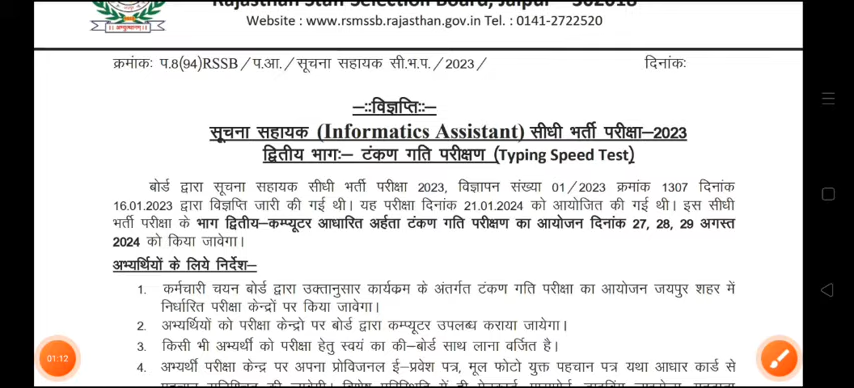 Rajasthan Staff Selection Board, Jaipur – 302018
Website : www.rsmssb.rajasthan.gov.in Tel. : 0141-2722520
क्रमांकः प.8(94)RSSB/प.आ./सूचना सहायक सी.भ.प./2023/ दिनांकः
—::विज्ञप्ति::—
सूचना सहायक (Informatics Assistant) सीधी भर्ती परीक्षा—2023
द्वितीय भागः— टंकण गति परीक्षण (Typing Speed Test)
बोर्ड द्वारा सूचना सहायक सीधी भर्ती परीक्षा 2023, विज्ञापन संख्या 01/2023 क्रमांक 1307 दिनांक
16.01.2023 द्वारा विज्ञप्ति जारी की गई थी। यह परीक्षा दिनांक 21.01.2024 को आयोजित की गई थी। इस सीधी
भर्ती परीक्षा के भाग द्वितीय—कम्प्यूटर आधारित अर्हता टंकण गति परीक्षण का आयोजन दिनांक 27, 28, 29 अगस्त
2024 को किया जावेगा।
अभ्यर्थियों के लिये निर्देश—
1. कर्मचारी चयन बोर्ड द्वारा उक्तानुसार कार्यक्रम के अंतर्गत टंकण गति परीक्षा का आयोजन जयपुर शहर में
निर्धारित परीक्षा केन्द्रों पर किया जावेगा।
2. अभ्यर्थियों को परीक्षा केन्द्रो पर बोर्ड द्वारा कम्प्यूटर उपलब्ध कराया जायेगा।
3. किसी भी अभ्यर्थी को परीक्षा हेतु स्वयं का की—बोर्ड साथ लाना वर्जित है।
4. अभ्यर्थी परीक्षा केन्द्र पर अपना प्रोविजनल ई—प्रवेश पत्र, मूल फोटो युक्त पहचान पत्र यथा आधार कार्ड से
01:12